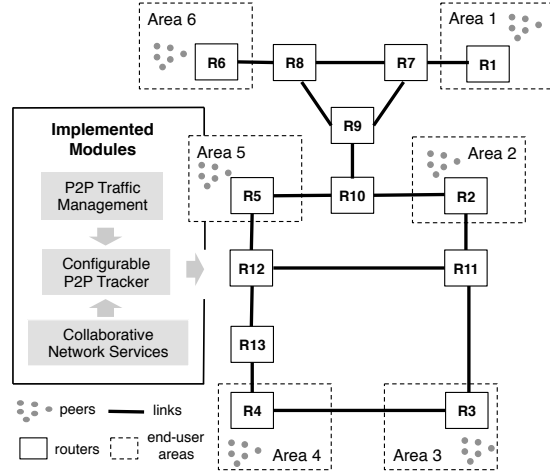 Area 6
Area 1
R6
R8
R7
R1
R9
Implemented
Modules
P2P Traffic
Management
Configurable
P2P Tracker
Collaborative
Network Services
Area 5
Area 2
R5
R10
R2
R12
R11
R13
R4
R3
Area 4
Area 3
peers
links
routers
end-user
areas